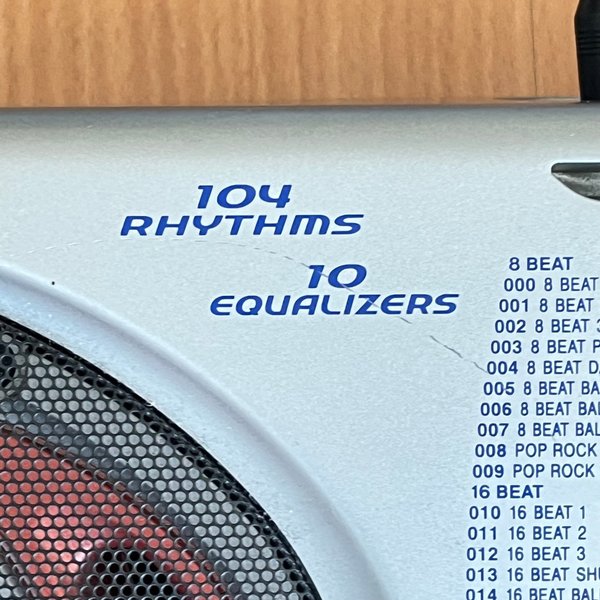 104
RHYTHMS
10
EQUALIZERS
8 BEAT
000 8 BEAT
001 8 BEAT
002 8 BEAT
003 8 BEAT
004 8 BEAT
005 8 BEAT
006 8 BEAT
007 8 BEAT
008 POP ROCK
009 POP ROCK
16 BEAT
010 16 BEAT 1
011 16 BEAT 2
012 16 BEAT 3
013 16 BEAT
014 16 BEAT